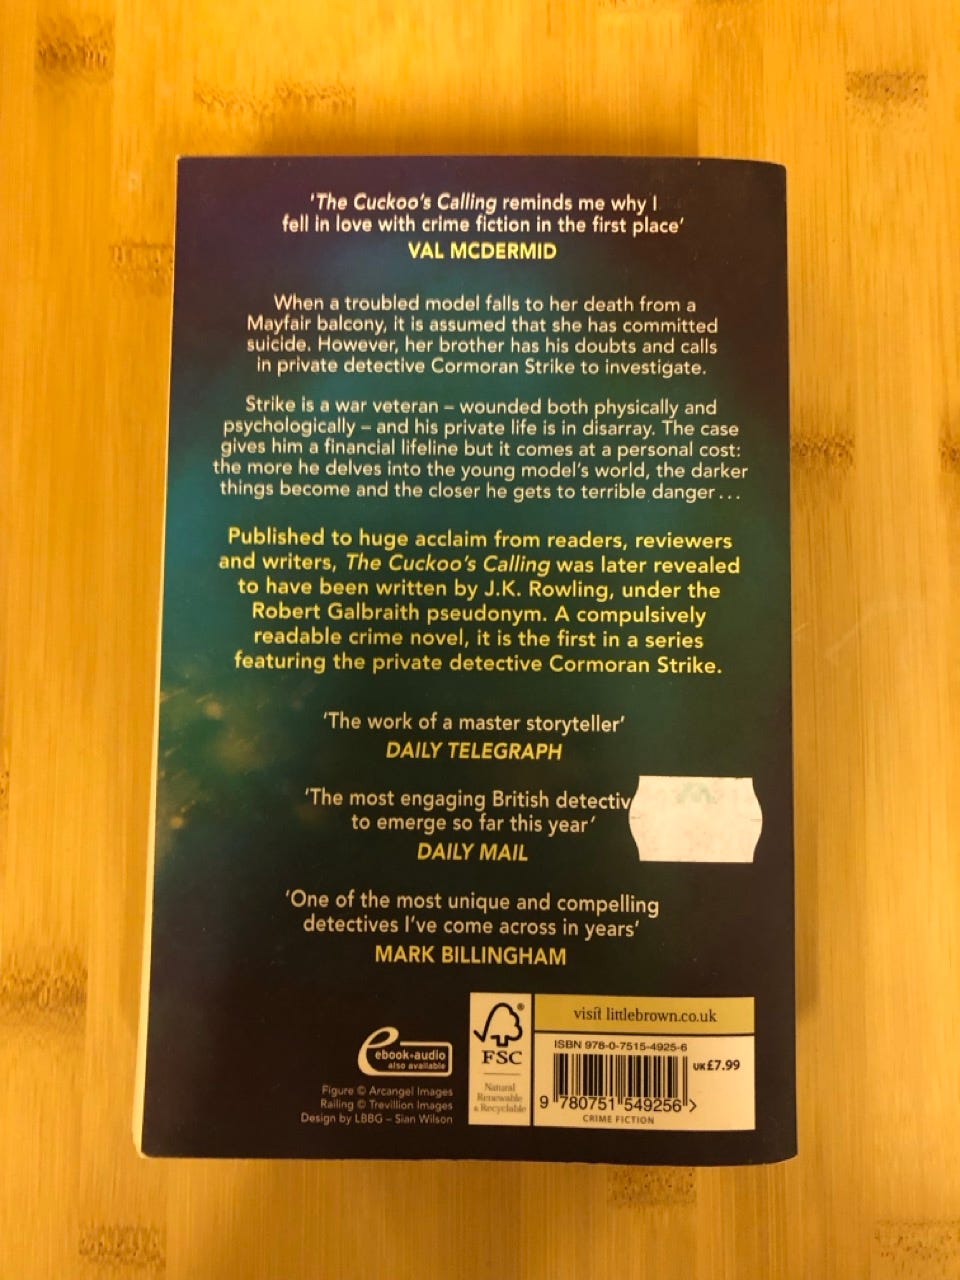 'The Cuckoo's Calling reminds me why I
fell in love with crime fiction in the first place'
VAL MCDERMID
When a troubled model falls to her death from a
Mayfair balcony, it is assumed that she has committed
suicide. However, her brother has his doubts and calls
in private detective Cormoran Strike to investigate.
Strike is a war veteran – wounded both physically and
psychologically – and his private life is in disarray. The case
gives him a financial lifeline but it comes at a personal cost:
the more he delves into the young model's world, the darker
things become and the closer he gets to terrible danger...
Published to huge acclaim from readers, reviewers
and writers, The Cuckoo's Calling was later revealed
to have been written by J.K. Rowling, under the
Robert Galbraith pseudonym. A compulsively
readable crime novel, it is the first in a series
featuring the private detective Cormoran Strike.
'The work of a master storyteller'
DAILY TELEGRAPH
'The most engaging British detectiv
to emerge so far this year'
DAILY MAIL
'One of the most unique and compelling
detectives I've come across in years'
MARK BILLINGHAM
ebook-audio
also available
Figure © Arcangel Images
Railing © Trevillion Images
Design by LBBG – Sian Wilson
®
FSC
Natural
Renewable
& Recyclable
visit littlebrown.co.uk
ISBN 978-0-7515-4925-6
UK£7.99
9 780751 549256 >
CRIME FICTION